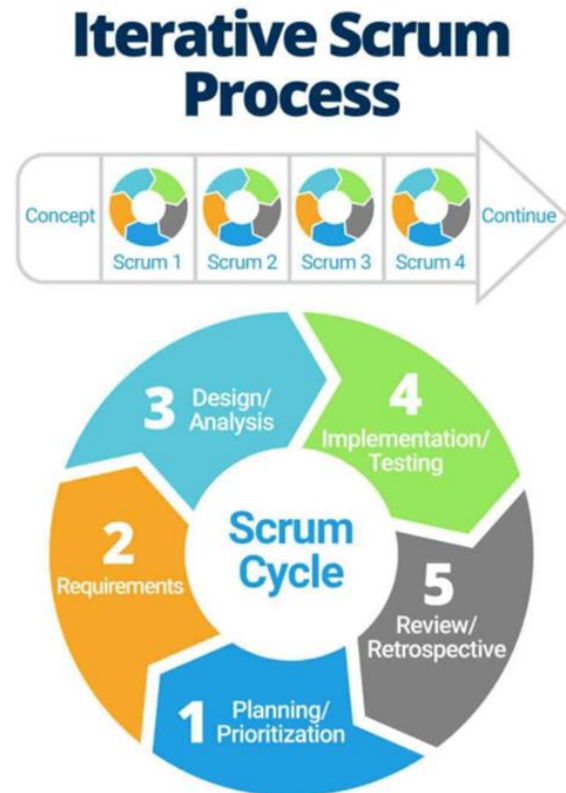 Iterative Scrum
Process
Concept
Scrum 1
Scrum 2
Scrum 3
Scrum 4
Continue
Scrum
Cycle
1 Planning/
Prioritization
2
Requirements
3 Design/
Analysis
4
Implementation/
Testing
5
Review/
Retrospective